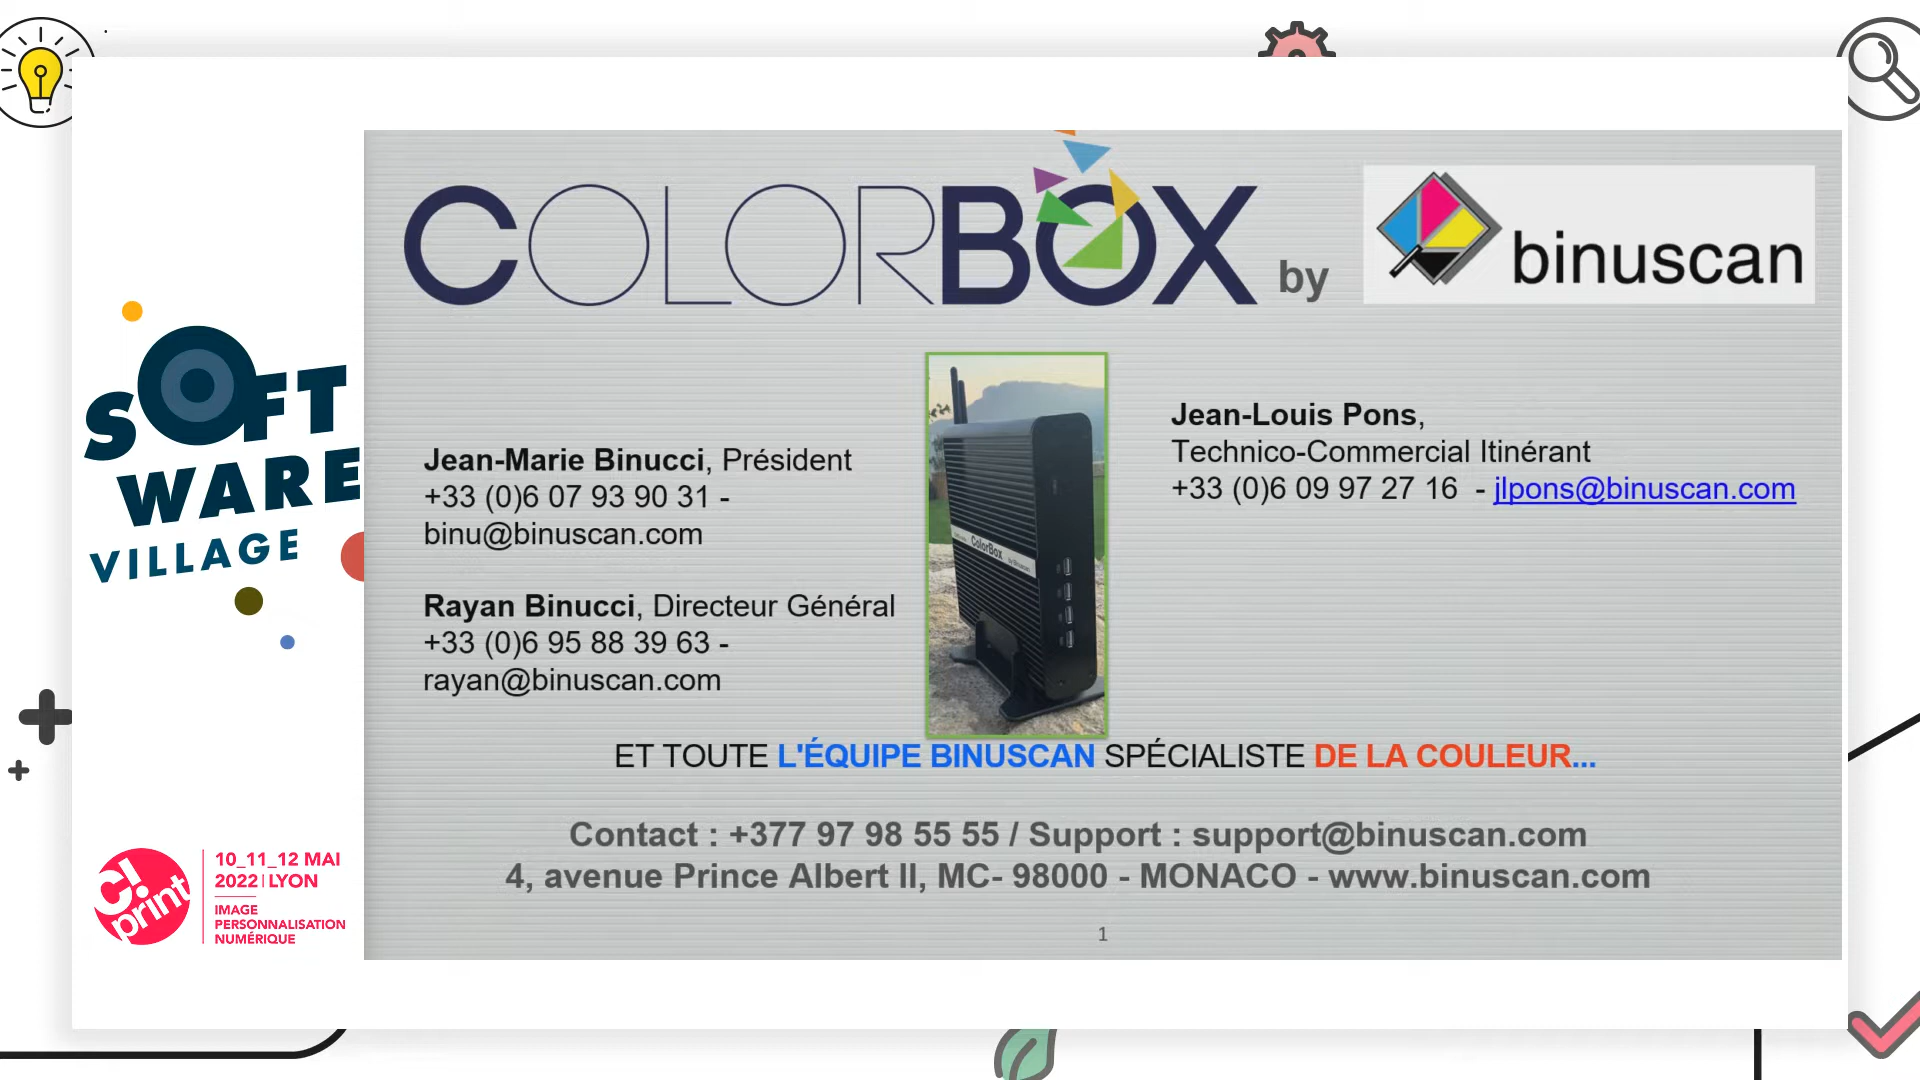 COLORBOX by binuscan
SOFT
WARE
VILLAGE
Jean-Marie Binucci, Président
+33 (0)6 07 93 90 31 -
binu@binuscan.com
Rayan Binucci, Directeur Général
+33 (0)6 95 88 39 63 -
rayan@binuscan.com
ColorBox
by Binuscan
Jean-Louis Pons,
Technico-Commercial Itinérant
+33 (0)6 09 97 27 16 - jlpons@binuscan.com
ET TOUTE L'ÉQUIPE BINUSCAN SPÉCIALISTE DE LA COULEUR...
Contact : +377 97 98 55 55 / Support : support@binuscan.com
4, avenue Prince Albert II, MC- 98000 - MONACO - www.binuscan.com
1
C!
print
10_11_12 MAI
2022 | LYON
IMAGE
PERSONNALISATION
NUMÉRIQUE